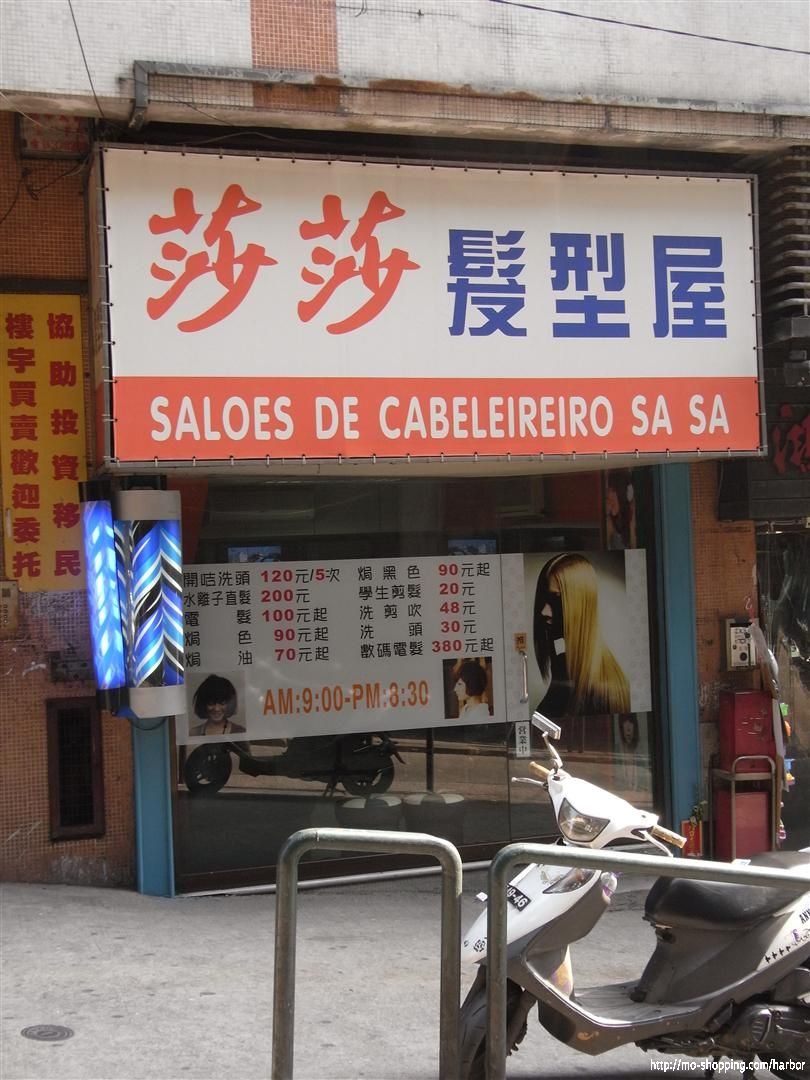 莎莎髮型屋
SALOES DE CABELEIREIRO SA SA
協助投資移民
樓宇買賣歡迎委托
開咭洗頭 120元/5次
水離子直髮 200元
電髮 100元起
焗色 90元起
焗油 70元起
焗黑色 90元起
學生剪髮 20元
洗剪吹 48元
洗頭 30元
數碼電髮 380元起
AM:9:00-PM:8:30
營業中
http://mo-shopping.com/harbor